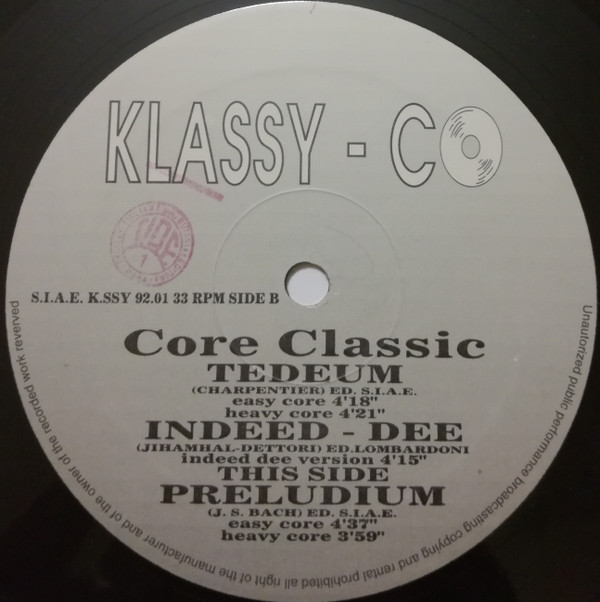 KLASSY - CO
S.I.A.E. K.SSY 92.01 33 RPM SIDE B
Core Classic
TEDEUM
(CHARPENTIER) ED. S.I.A.E.
easy core 4'18"
heavy core 4'21"
INDEED - DEE
(JIHAMHAL-DETTORI) ED.LOMBARDONI
indeed dee version 4'15"
THIS SIDE
PRELUDIUM
(J. S. BACH) ED. S.I.A.E.
easy core 4'37"
heavy core 3'59"
Unautorized public performance broadcasting copying and rental prohibited all right of the manufacturer and of the owner of the recorded work reverved